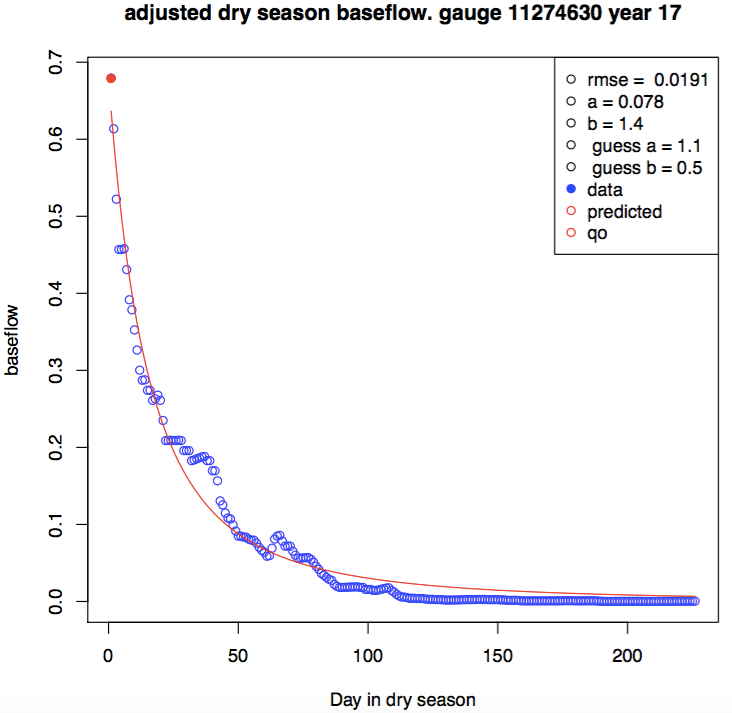 adjusted dry season baseflow. gauge 11274630 year 17
0.7
0.6
0.5
0.4
0.3
0.2
0.1
0.0
baseflow
rmse =  0.0191
a = 0.078
b = 1.4
guess a = 1.1
guess b = 0.5
data
predicted
qo
0 50 100 150 200
Day in dry season